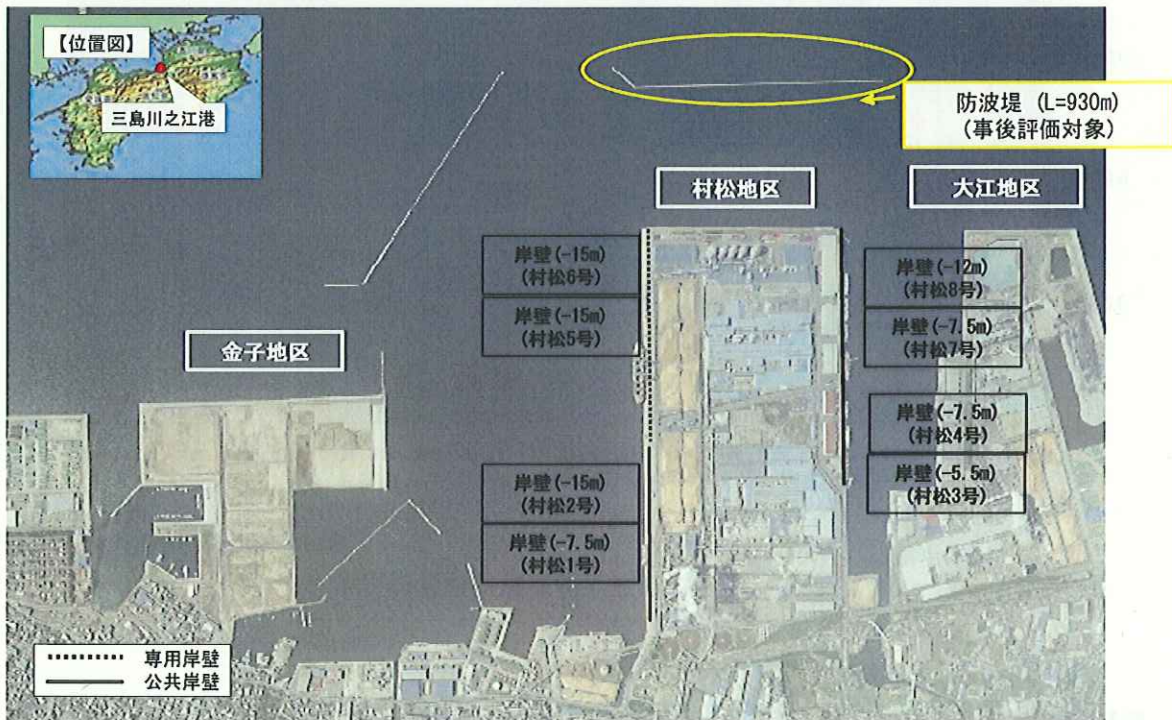 【位置図】
三島川之江港
防波堤 (L=930m)
(事後評価対象)
村松地区
大江地区
金子地区
岸壁(-15m)
(村松6号)
岸壁(-15m)
(村松5号)
岸壁(-12m)
(村松8号)
岸壁(-7.5m)
(村松7号)
岸壁(-7.5m)
(村松4号)
岸壁(-5.5m)
(村松3号)
岸壁(-15m)
(村松2号)
岸壁(-7.5m)
(村松1号)
専用岸壁
公共岸壁